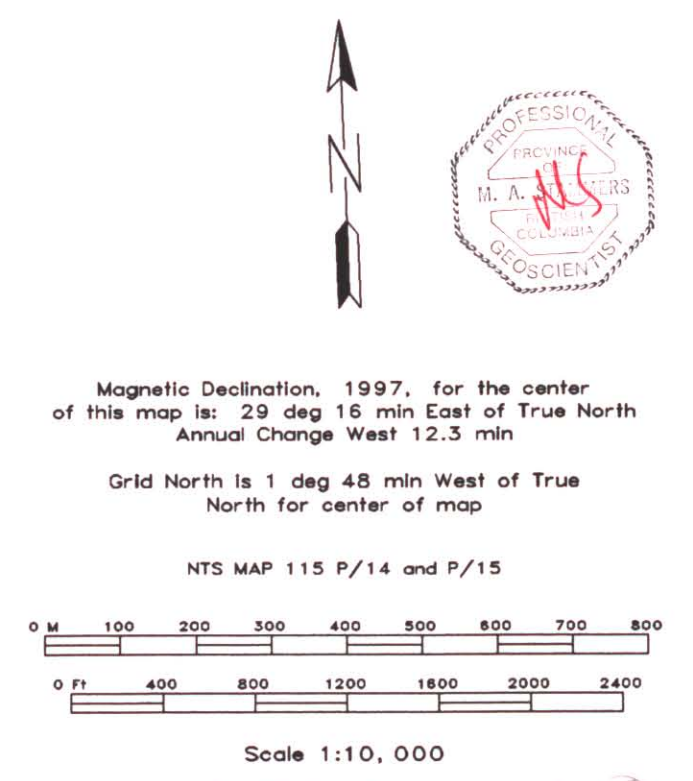 N
PROFESSIONAL
PROVINCE
OF
M. A. STAMMERS
BRITISH
COLUMBIA
GEOSCIENTIST
Magnetic Declination, 1997, for the center
of this map is: 29 deg 16 min East of True North
Annual Change West 12.3 min
Grid North is 1 deg 48 min West of True
North for center of map
NTS MAP 115 P/14 and P/15
0 M 100 200 300 400 500 600 700 800
0 Ft 400 800 1200 1600 2000 2400
Scale 1:10, 000